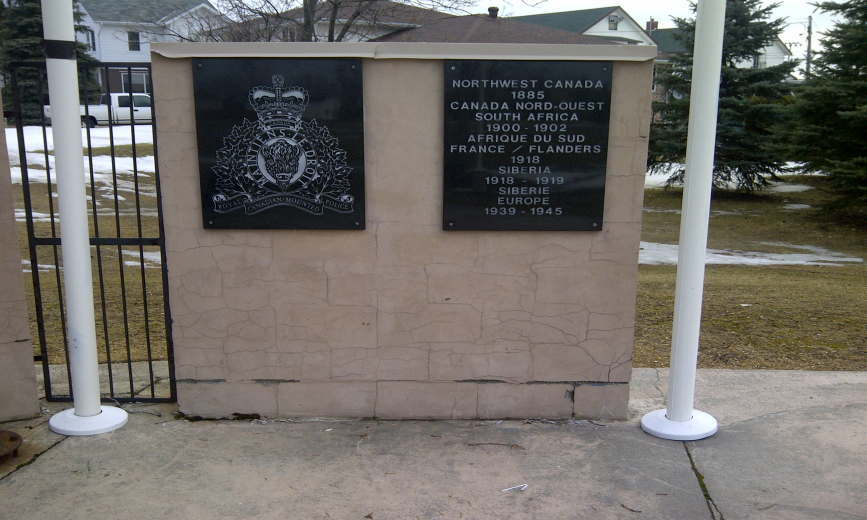 MAINTIENS LE DROIT
ROYAL CANADIAN MOUNTED POLICE
NORTHWEST CANADA
1885
CANADA NORD-OUEST
SOUTH AFRICA
1900 - 1902
AFRIQUE DU SUD
FRANCE / FLANDERS
1918
SIBERIA
1918 - 1919
SIBERIE
EUROPE
1939 - 1945